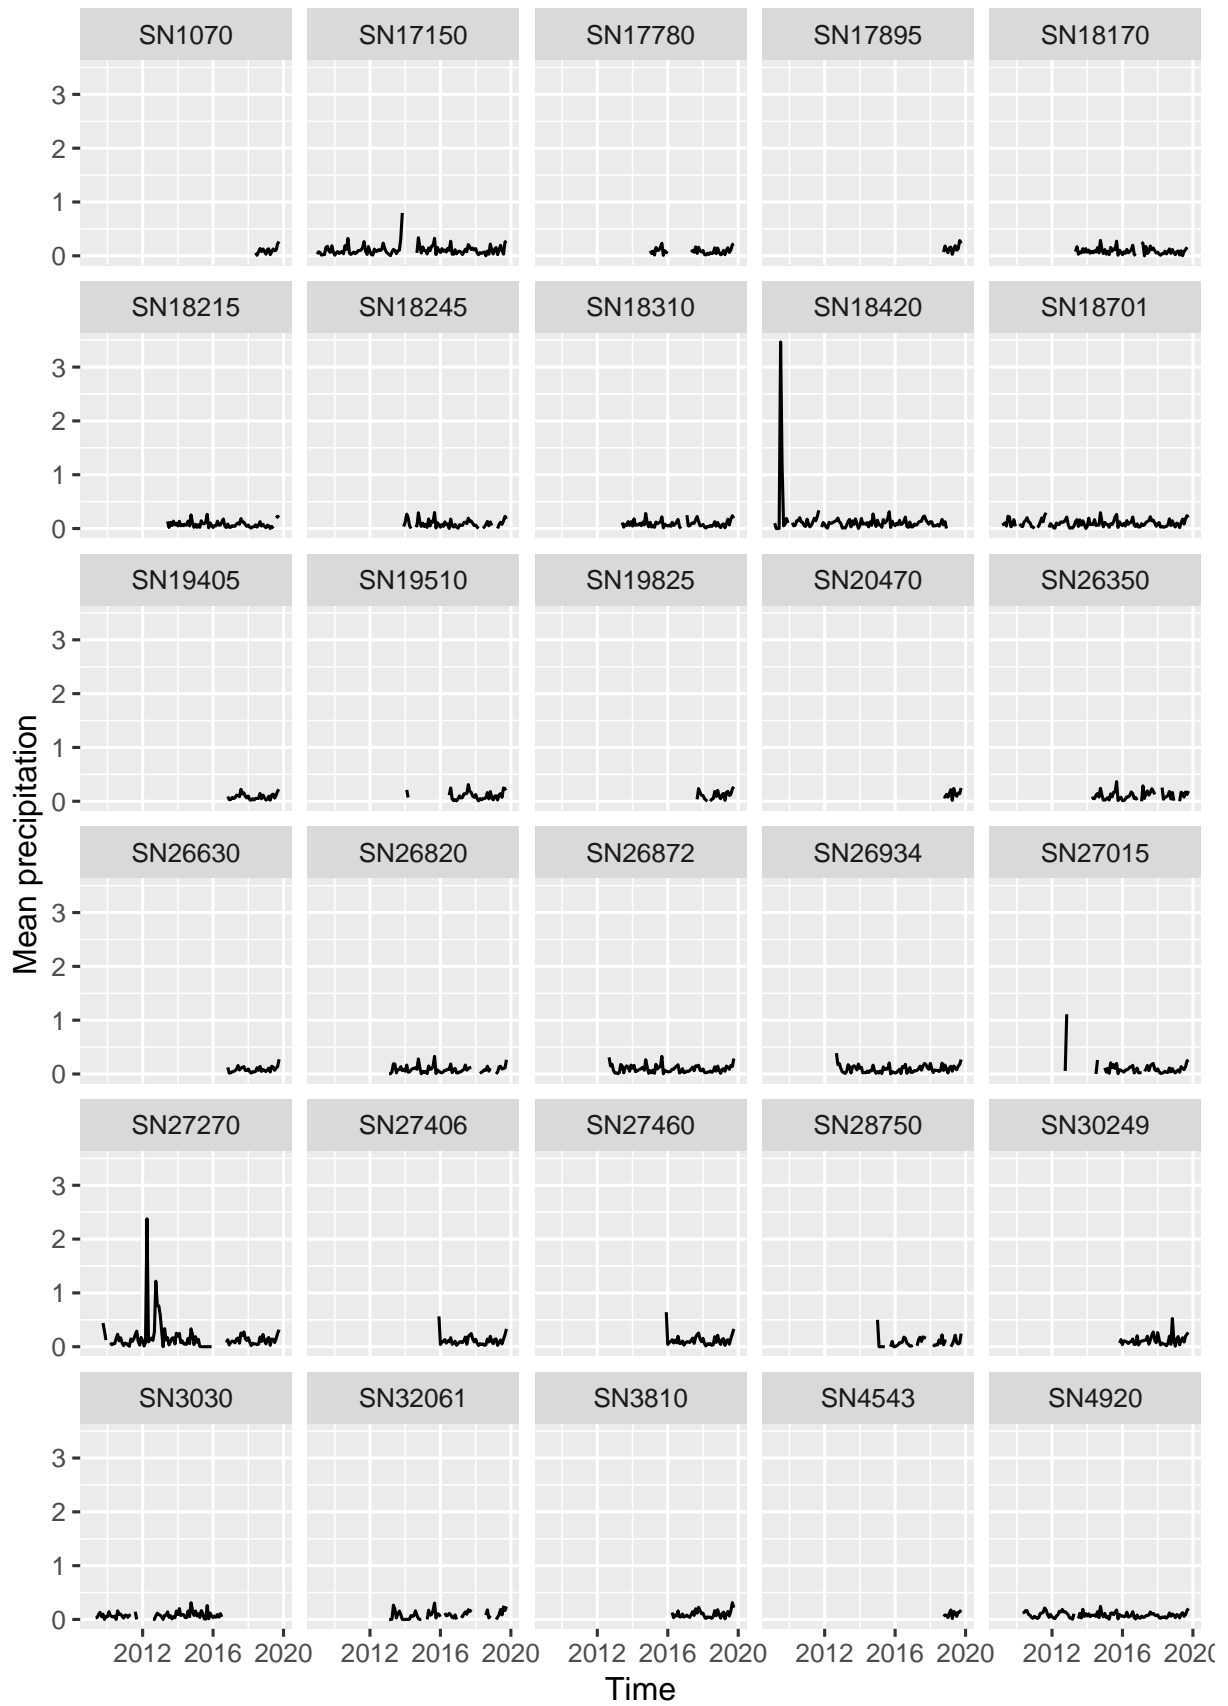 SN1070 SN17150 SN17780 SN17895 SN18170
3
2
1
0
SN18215 SN18245 SN18310 SN18420 SN18701
3
2
1
0
SN19405 SN19510 SN19825 SN20470 SN26350
3
2
1
0
Mean precipitation
SN26630 SN26820 SN26872 SN26934 SN27015
3
2
1
0
SN27270 SN27406 SN27460 SN28750 SN30249
3
2
1
0
SN3030 SN32061 SN3810 SN4543 SN4920
3
2
1
0
2012 2016 2020 2012 2016 2020 2012 2016 2020 2012 2016 2020 2012 2016 2020
Time